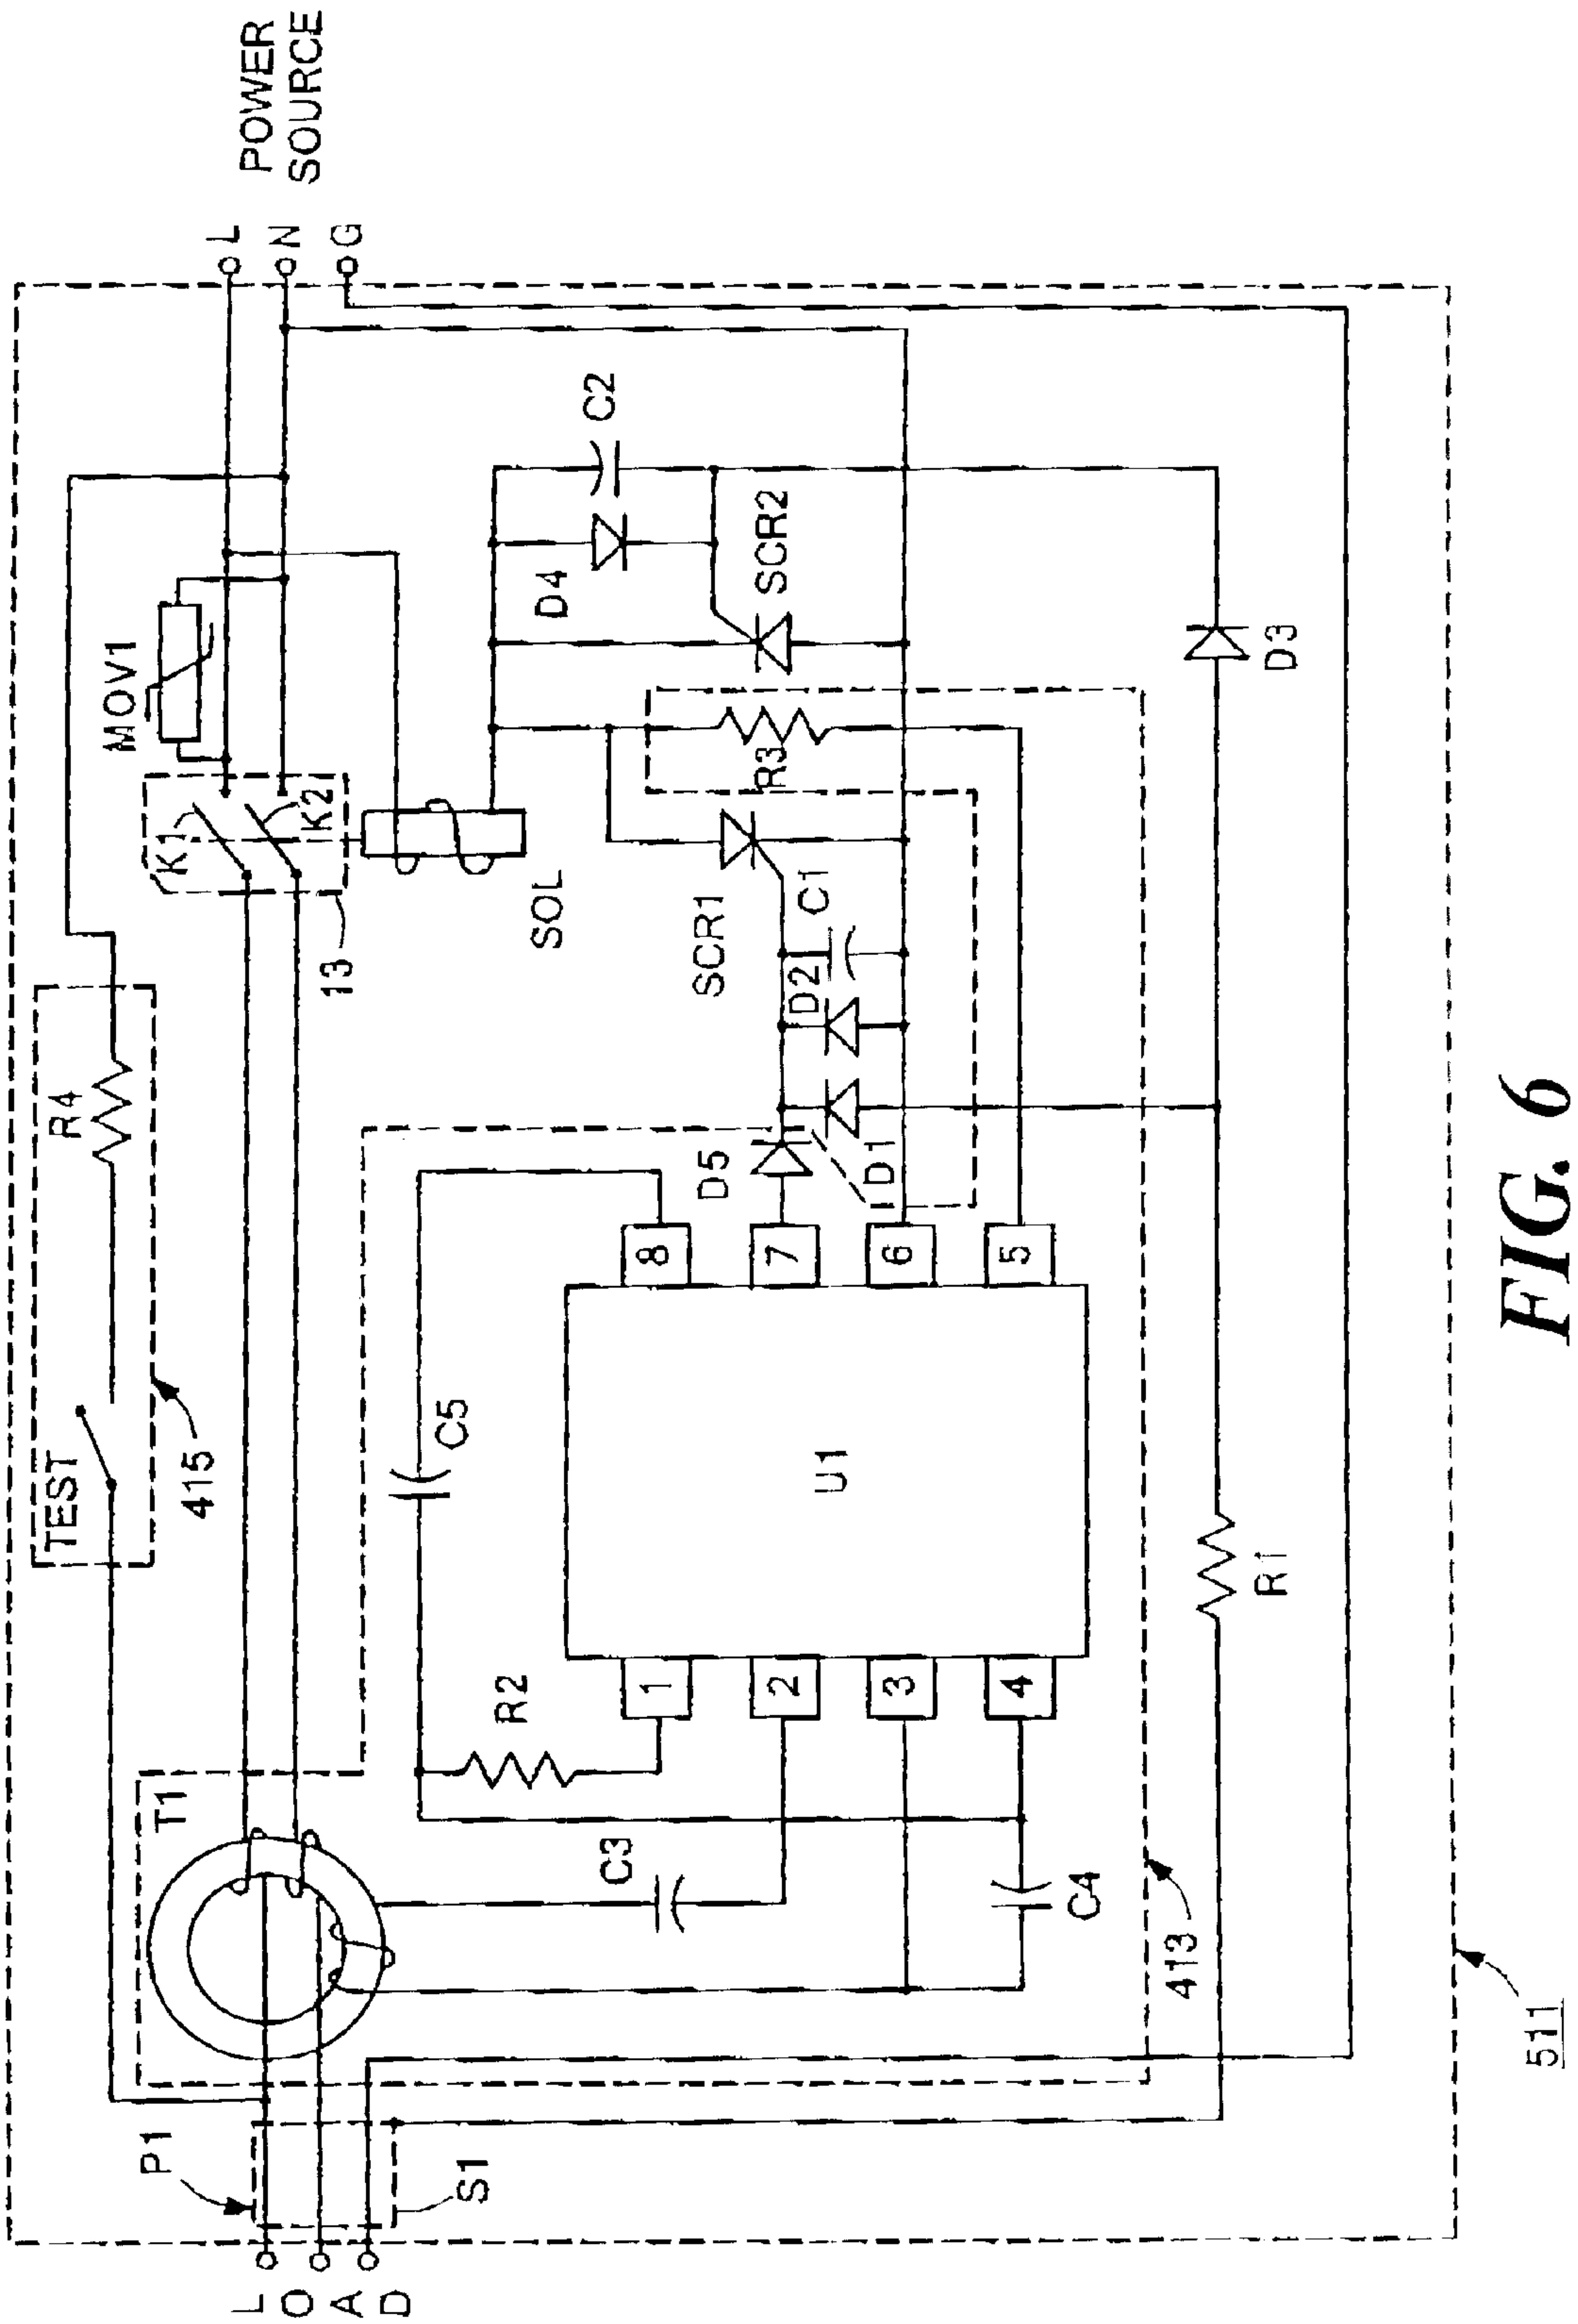 POWER
SOURCE
L
N
G
MOV1
K1
K2
13
SOL
C2
D4
SCR2
R3
SCR1
C1
D2
D1
D5
D3
R4
TEST
415
C5
U1
8
7
6
5
1
2
3
4
R2
T1
C3
C4
413
R1
P1
S1
L
O
A
D
511
FIG. 6